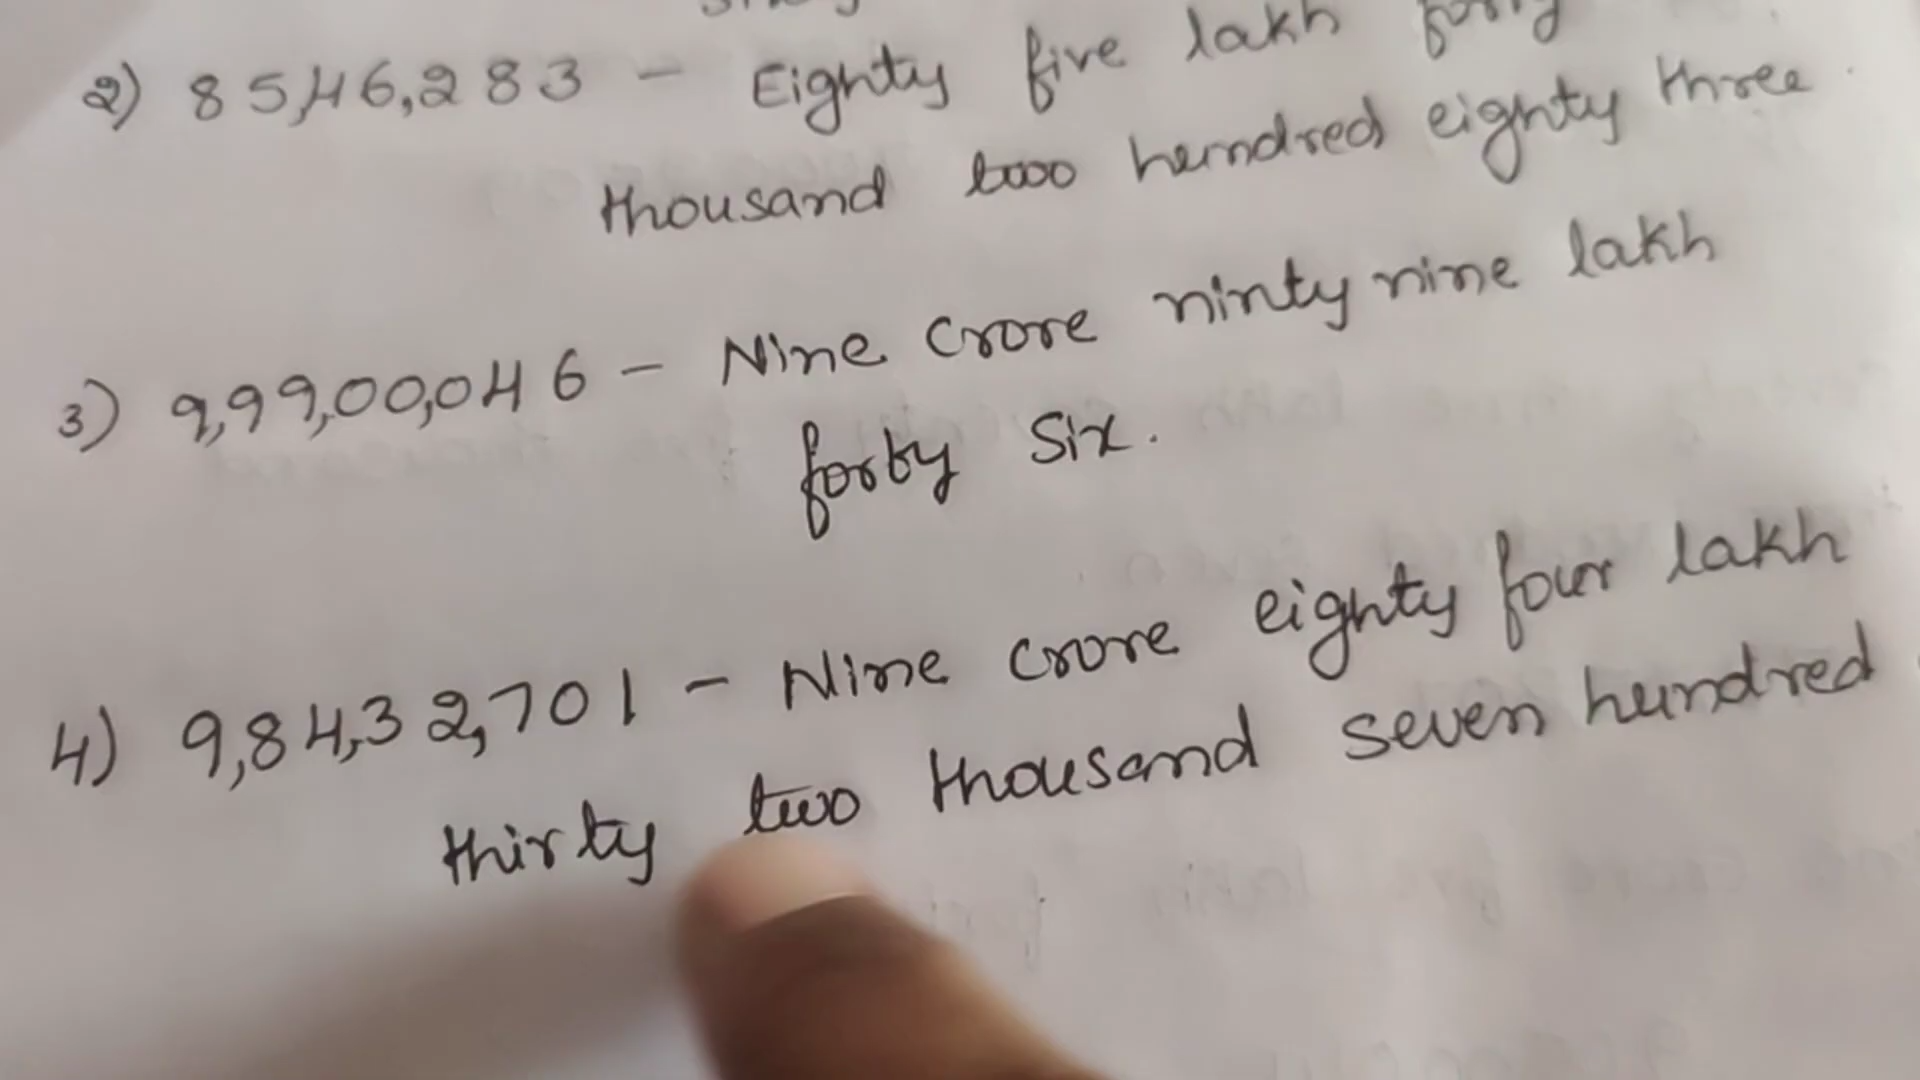 2) 85,46,283 - Eighty five lakh forty
thousand two hundred eighty three.
3) 9,99,00,046 - Nine Crore ninty nine lakh
forty Six.
4) 9,84,32,701 - Nine Crore eighty four lakh
thirty two thousand seven hundred